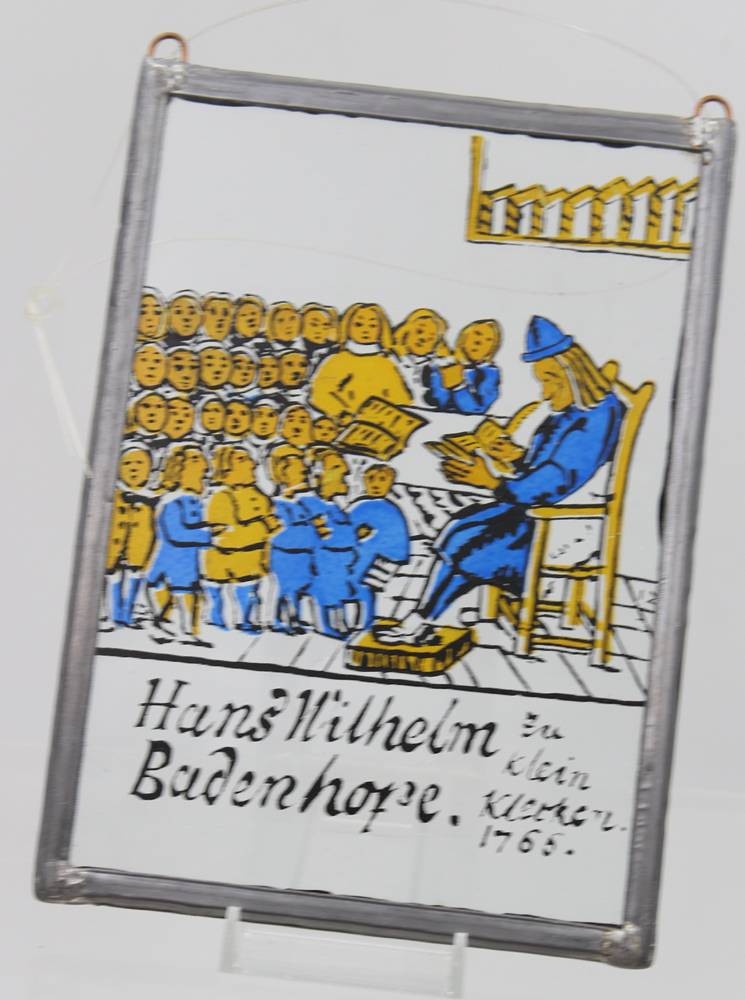 Hans Wilhelm
Badenhope.
zu
klein
Klecken.
1766.